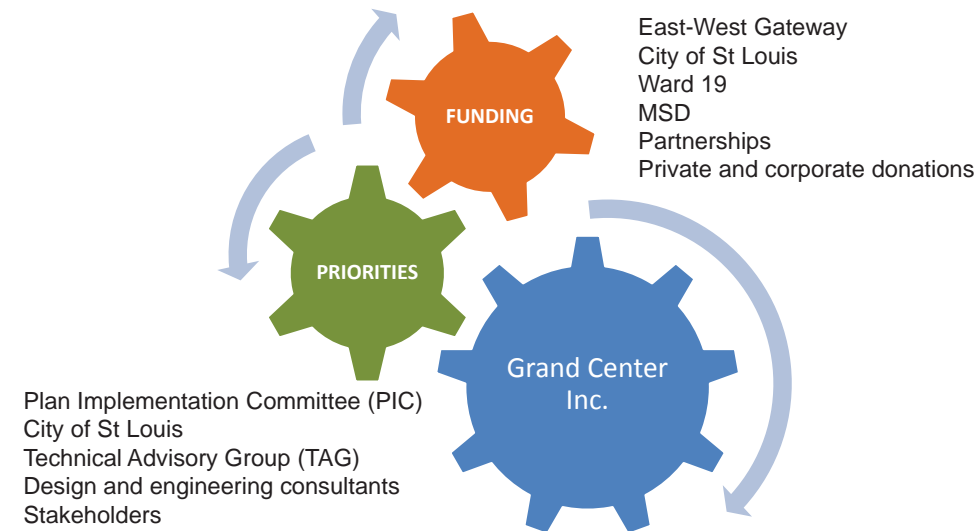 East-West Gateway
City of St Louis
Ward 19
MSD
Partnerships
Private and corporate donations
FUNDING
PRIORITIES
Grand Center
Inc.
Plan Implementation Committee (PIC)
City of St Louis
Technical Advisory Group (TAG)
Design and engineering consultants
Stakeholders